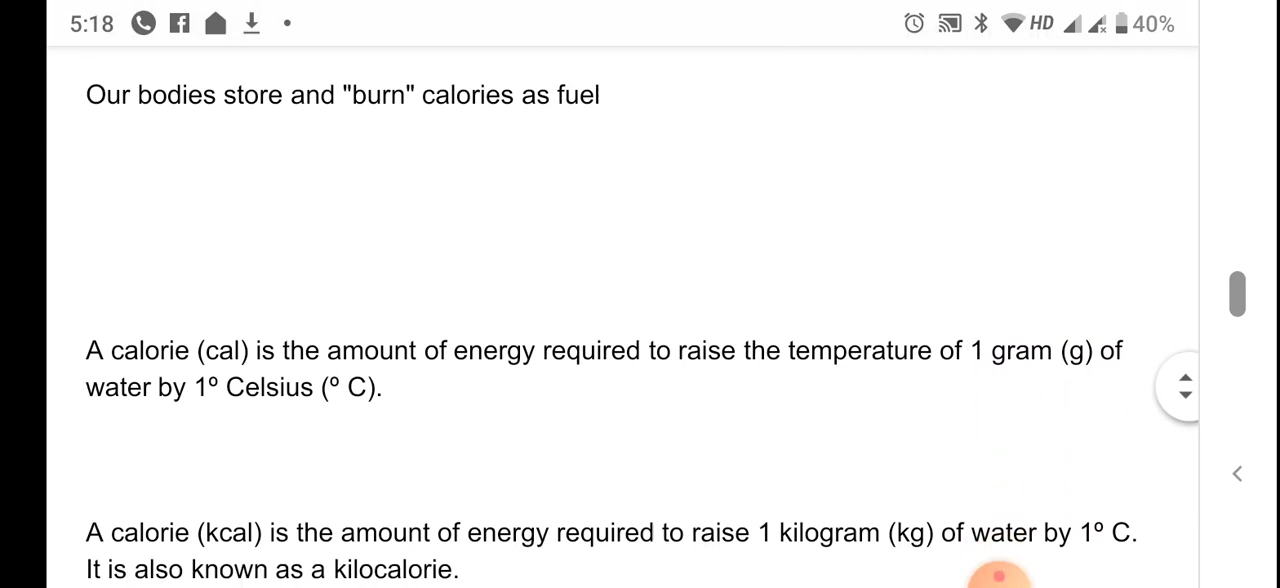 5:18 HD 40%
Our bodies store and "burn" calories as fuel
A calorie (cal) is the amount of energy required to raise the temperature of 1 gram (g) of
water by 1º Celsius (º C).
A calorie (kcal) is the amount of energy required to raise 1 kilogram (kg) of water by 1º C.
It is also known as a kilocalorie.